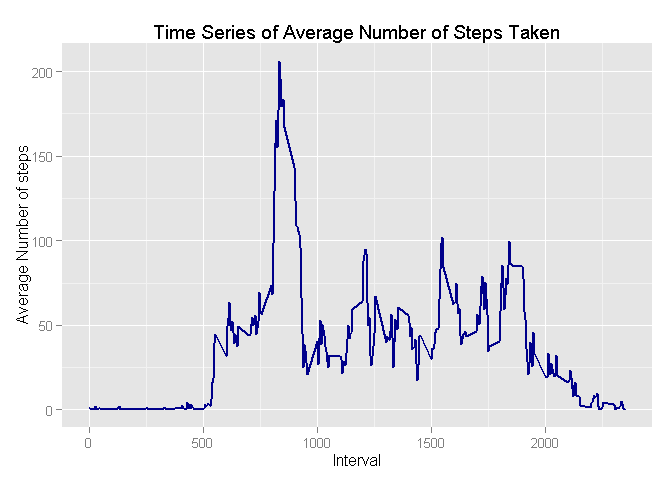 Time Series of Average Number of Steps Taken
Average Number of steps
200
150
100
50
0
0 500 1000 1500 2000
Interval